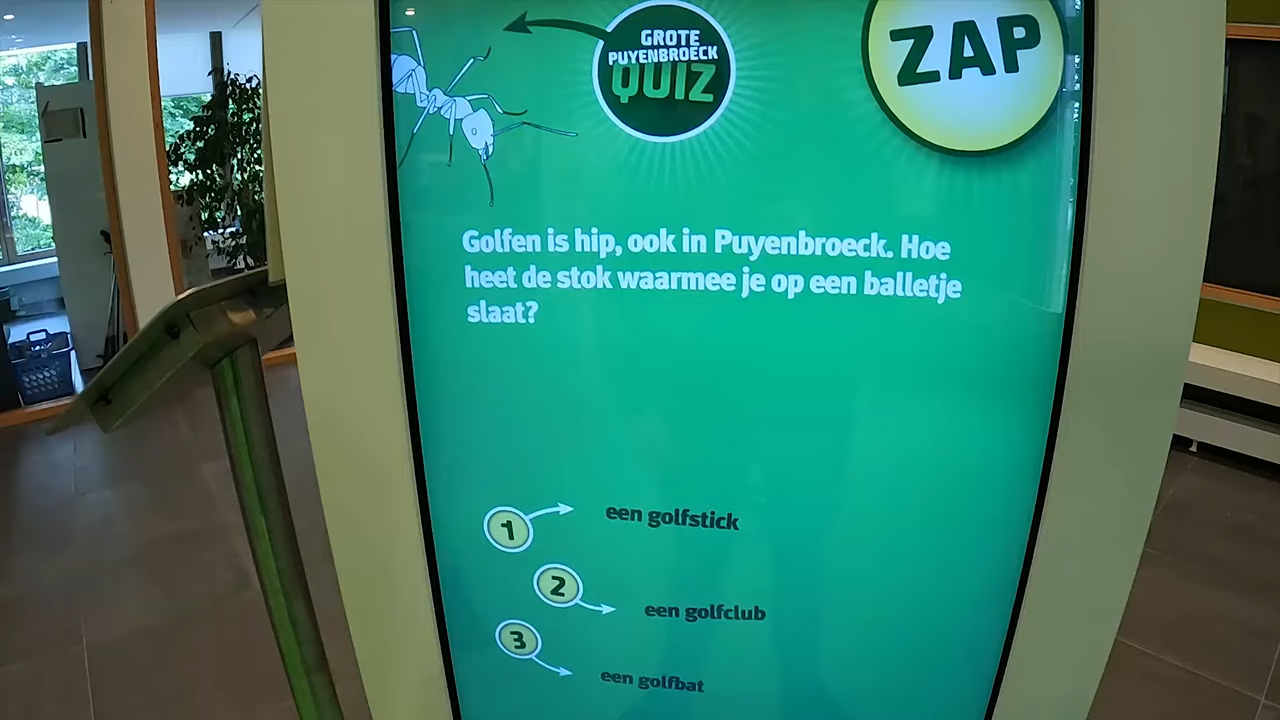 GROTE
PUYENBROECK
QUIZ
ZAP
Golfen is hip, ook in Puyenbroeck. Hoe
heet de stok waarmee je op een balletje
slaat?
1 een golfstick
2 een golfclub
3 een golfbat